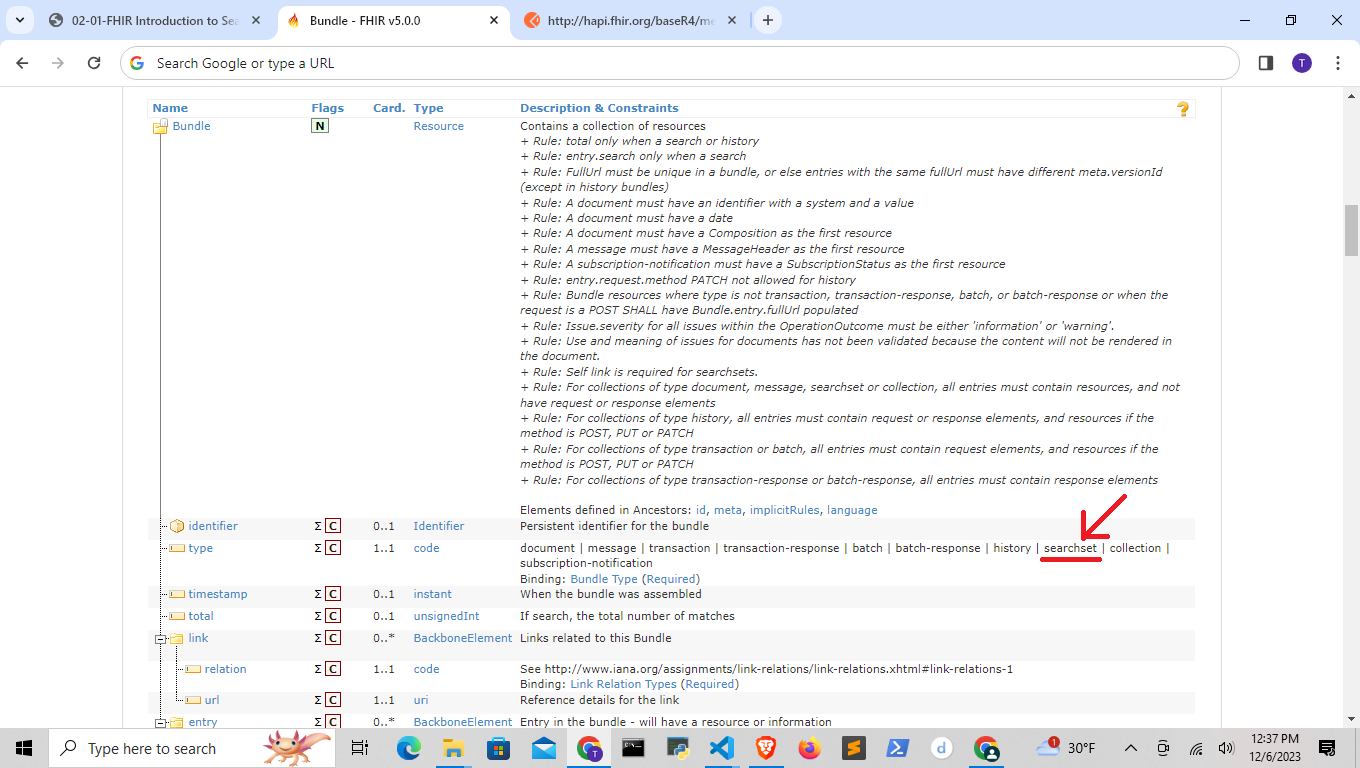 02-01-FHIR Introduction to Sea
Bundle - FHIR v5.0.0
http://hapi.fhir.org/baseR4/me
Search Google or type a URL
T
Name Flags Card. Type Description & Constraints
Bundle N Resource Contains a collection of resources
+ Rule: total only when a search or history
+ Rule: entry.search only when a search
+ Rule: FullUrl must be unique in a bundle, or else entries with the same fullUrl must have different meta.versionId
(except in history bundles)
+ Rule: A document must have an identifier with a system and a value
+ Rule: A document must have a date
+ Rule: A document must have a Composition as the first resource
+ Rule: A message must have a MessageHeader as the first resource
+ Rule: A subscription-notification must have a SubscriptionStatus as the first resource
+ Rule: entry.request.method PATCH not allowed for history
+ Rule: Bundle resources where type is not transaction, transaction-response, batch, or batch-response or when the
request is a POST SHALL have Bundle.entry.fullUrl populated
+ Rule: Issue.severity for all issues within the OperationOutcome must be either 'information' or 'warning'.
+ Rule: Use and meaning of issues for documents has not been validated because the content will not be rendered in
the document.
+ Rule: Self link is required for searchsets.
+ Rule: For collections of type document, message, searchset or collection, all entries must contain resources, and not
have request or response elements
+ Rule: For collections of type history, all entries must contain request or response elements, and resources if the
method is POST, PUT or PATCH
+ Rule: For collections of type transaction or batch, all entries must contain request elements, and resources if the
method is POST, PUT or PATCH
+ Rule: For collections of type transaction-response or batch-response, all entries must contain response elements
Elements defined in Ancestors: id, meta, implicitRules, language
identifier Σ C 0..1 Identifier Persistent identifier for the bundle
type Σ C 1..1 code document | message | transaction | transaction-response | batch | batch-response | history | searchset | collection |
subscription-notification
Binding: Bundle Type (Required)
timestamp Σ C 0..1 instant When the bundle was assembled
total Σ C 0..1 unsignedInt If search, the total number of matches
link Σ C 0..* BackboneElement Links related to this Bundle
relation Σ C 1..1 code See http://www.iana.org/assignments/link-relations/link-relations.xhtml#link-relations-1
Binding: Link Relation Types (Required)
url Σ C 1..1 uri Reference details for the link
entry Σ C 0..* BackboneElement Entry in the bundle - will have a resource or information
Type here to search
T
d
1
30°F
12:37 PM
12/6/2023